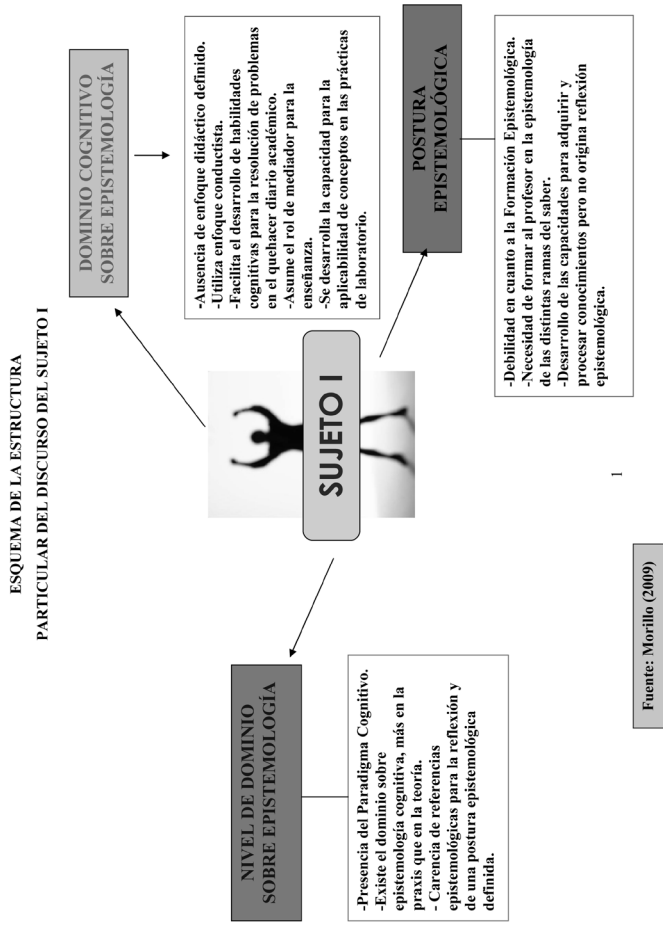 ESQUEMA DE LA ESTRUCTURA
PARTICULAR DEL DISCURSO DEL SUJETO I
NIVEL DE DOMINIO
SOBRE EPISTEMOLOGÍA
-Presencia del Paradigma Cognitivo.
-Existe el dominio sobre
epistemología cognitiva, más en la
praxis que en la teoría.
- Carencia de referencias
epistemológicas para la reflexión y
de una postura epistemológica
definida.
SUJETO I
DOMINIO COGNITIVO
SOBRE EPISTEMOLOGÍA
-Ausencia de enfoque didáctico definido.
-Utiliza enfoque conductista.
-Facilita el desarrollo de habilidades
cognitivas para la resolución de problemas
en el quehacer diario académico.
-Asume el rol de mediador para la
enseñanza.
-Se desarrolla la capacidad para la
aplicabilidad de conceptos en las prácticas
de laboratorio.
POSTURA
EPISTEMOLÓGICA
-Debilidad en cuanto a la Formación Epistemológica.
-Necesidad de formar al profesor en la epistemología
de las distintas ramas del saber.
-Desarrollo de las capacidades para adquirir y
procesar conocimientos pero no origina reflexión
epistemológica.
1
Fuente: Morillo (2009)